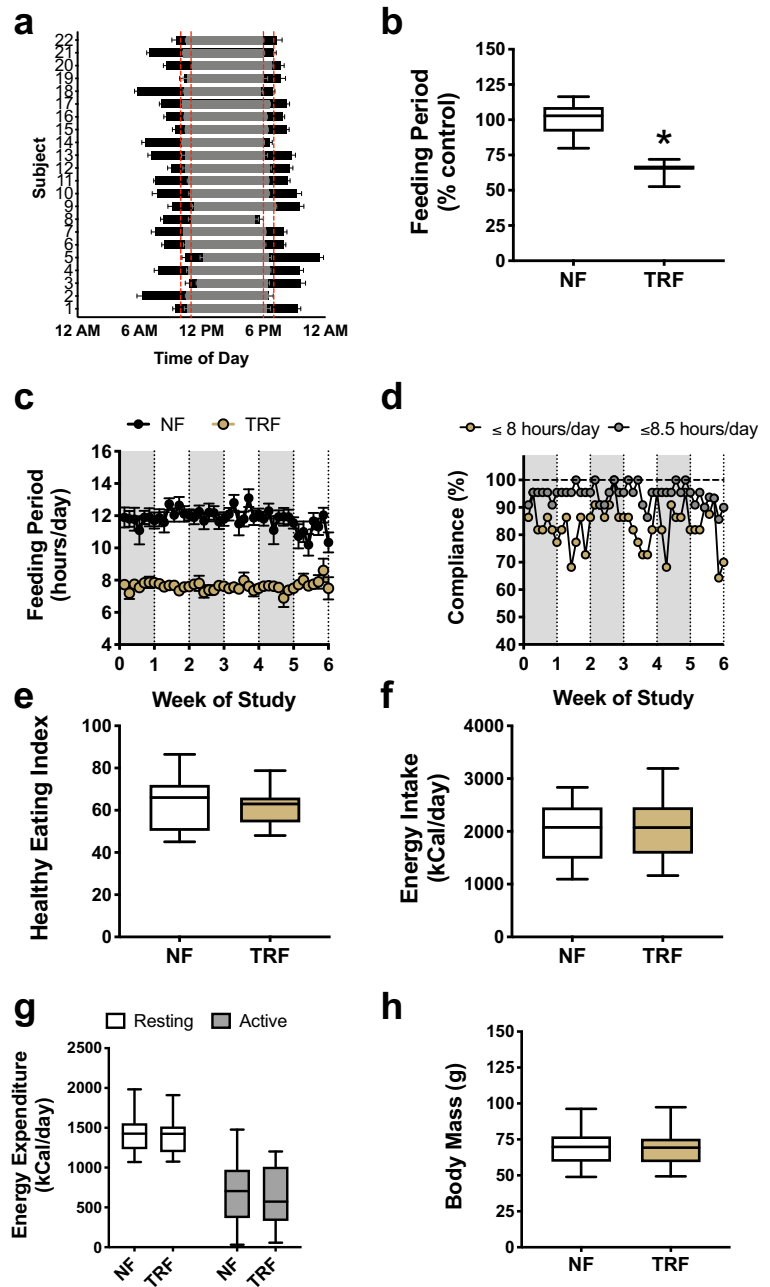 a
Subject
22
21
20
19
18
17
16
15
14
13
12
11
10
9
8
7
6
5
4
3
2
1
12 AM 6 AM 12 PM 6 PM 12 AM
Time of Day
b
Feeding Period
(% control)
150
125
100
75
50
25
0
*
NF TRF
c
NF TRF
Feeding Period
(hours/day)
16
14
12
10
8
6
4
0 1 2 3 4 5 6
Week of Study
d
≤ 8 hours/day ≤8.5 hours/day
Compliance (%)
100
90
80
70
60
50
40
0 1 2 3 4 5 6
Week of Study
e
Healthy Eating Index
100
80
60
40
20
0
NF TRF
f
Energy Intake
(kCal/day)
4000
3000
2000
1000
0
NF TRF
g
Resting Active
Energy Expenditure
(kCal/day)
2500
2000
1500
1000
500
0
NF TRF NF TRF
h
Body Mass (g)
150
125
100
75
50
25
0
NF TRF